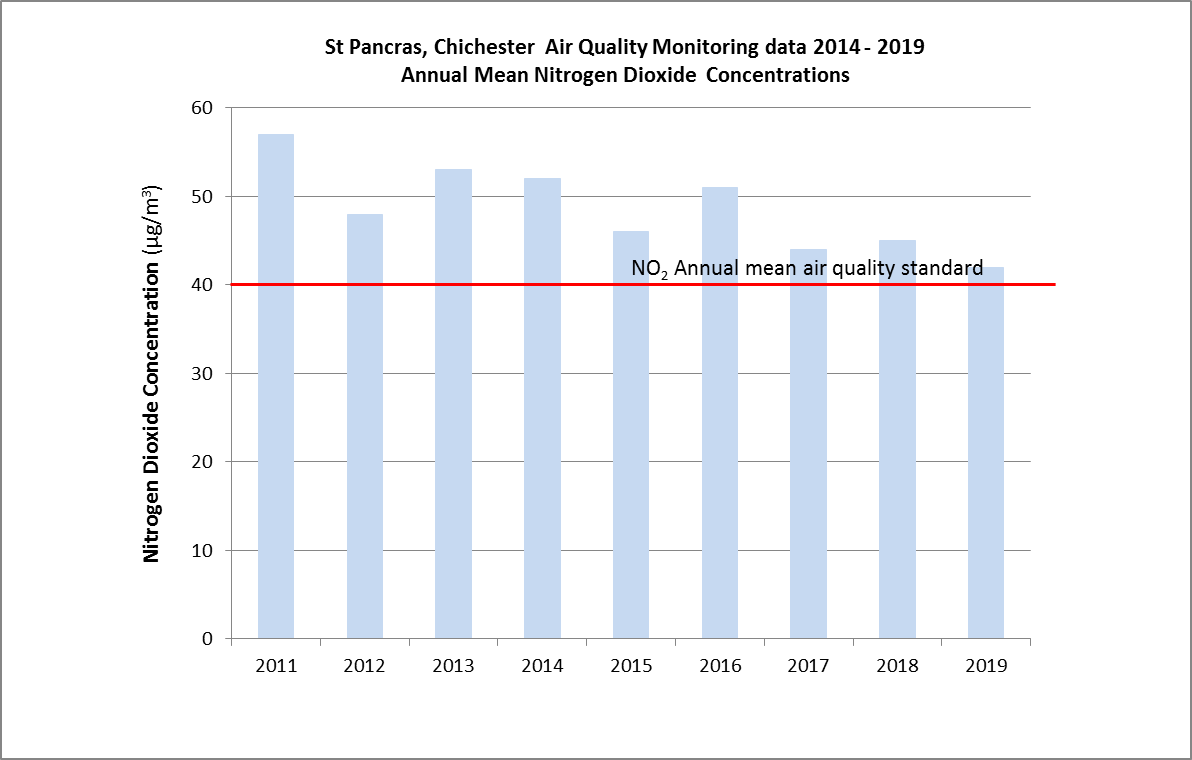 St Pancras, Chichester  Air Quality Monitoring data 2014 - 2019
Annual Mean Nitrogen Dioxide  Concentrations
Nitrogen Dioxide Concentration (µg/m³)
60
50
40
30
20
10
0
NO₂ Annual mean air quality standard
2011 2012 2013 2014 2015 2016 2017 2018 2019